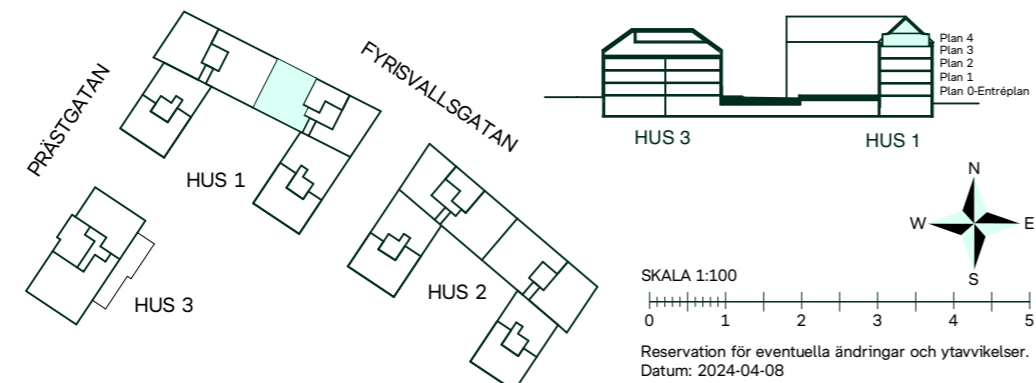 PRÄSTGATAN
FYRISVALLSGATAN
HUS 1
HUS 2
HUS 3
Plan 4
Plan 3
Plan 2
Plan 1
Plan 0-Entréplan
HUS 3
HUS 1
N
W E
S
SKALA 1:100
0 1 2 3 4 5
Reservation för eventuella ändringar och ytavvikelser.
Datum: 2024-04-08